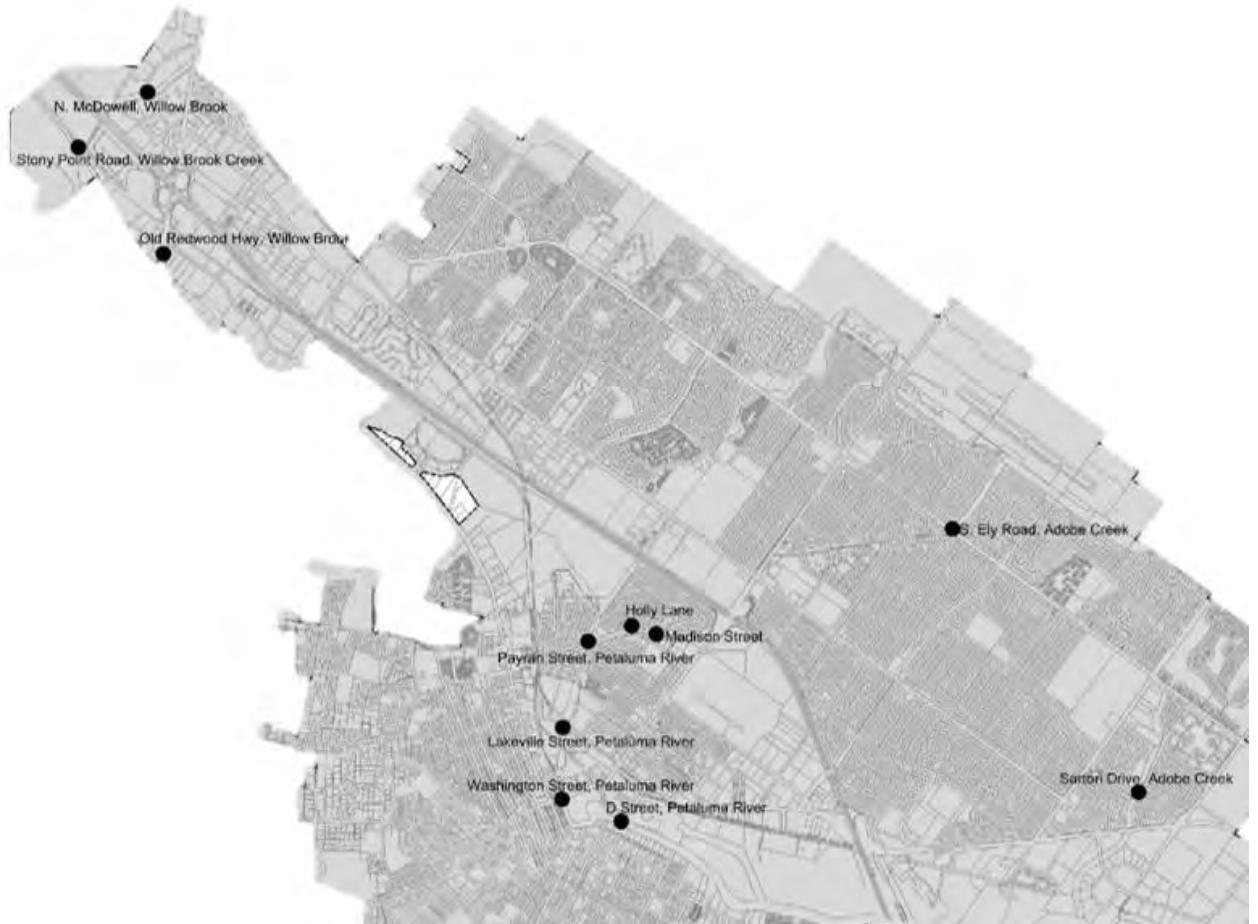 N. McDowell, Willow Brook
Stony Point Road, Willow Brook Creek
Old Redwood Hwy, Willow
S. Ely Road, Adobe Creek
Holly Lane
Madison Street
Payran Street, Petaluma River
Lakeville Street, Petaluma River
Washington Street, Petaluma River
D Street, Petaluma River
Sartori Drive, Adobe Creek